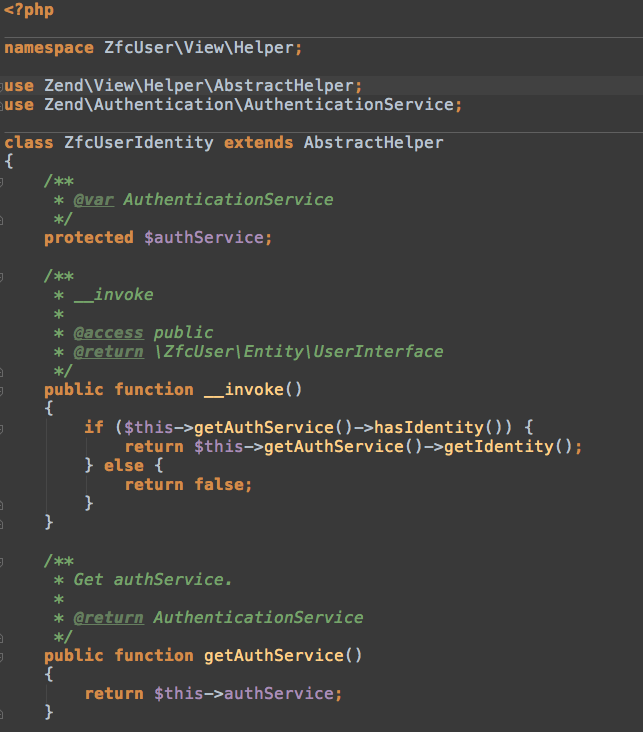 <?php
namespace ZfcUser\View\Helper;
use Zend\View\Helper\AbstractHelper;
use Zend\Authentication\AuthenticationService;
class ZfcUserIdentity extends AbstractHelper
{
    /**
     * @var AuthenticationService
     */
    protected $authService;
    /**
     * __invoke
     *
     * @access public
     * @return \ZfcUser\Entity\UserInterface
     */
    public function __invoke()
    {
        if ($this->getAuthService()->hasIdentity()) {
            return $this->getAuthService()->getIdentity();
        } else {
            return false;
        }
    }
    /**
     * Get authService.
     *
     * @return AuthenticationService
     */
    public function getAuthService()
    {
        return $this->authService;
    }